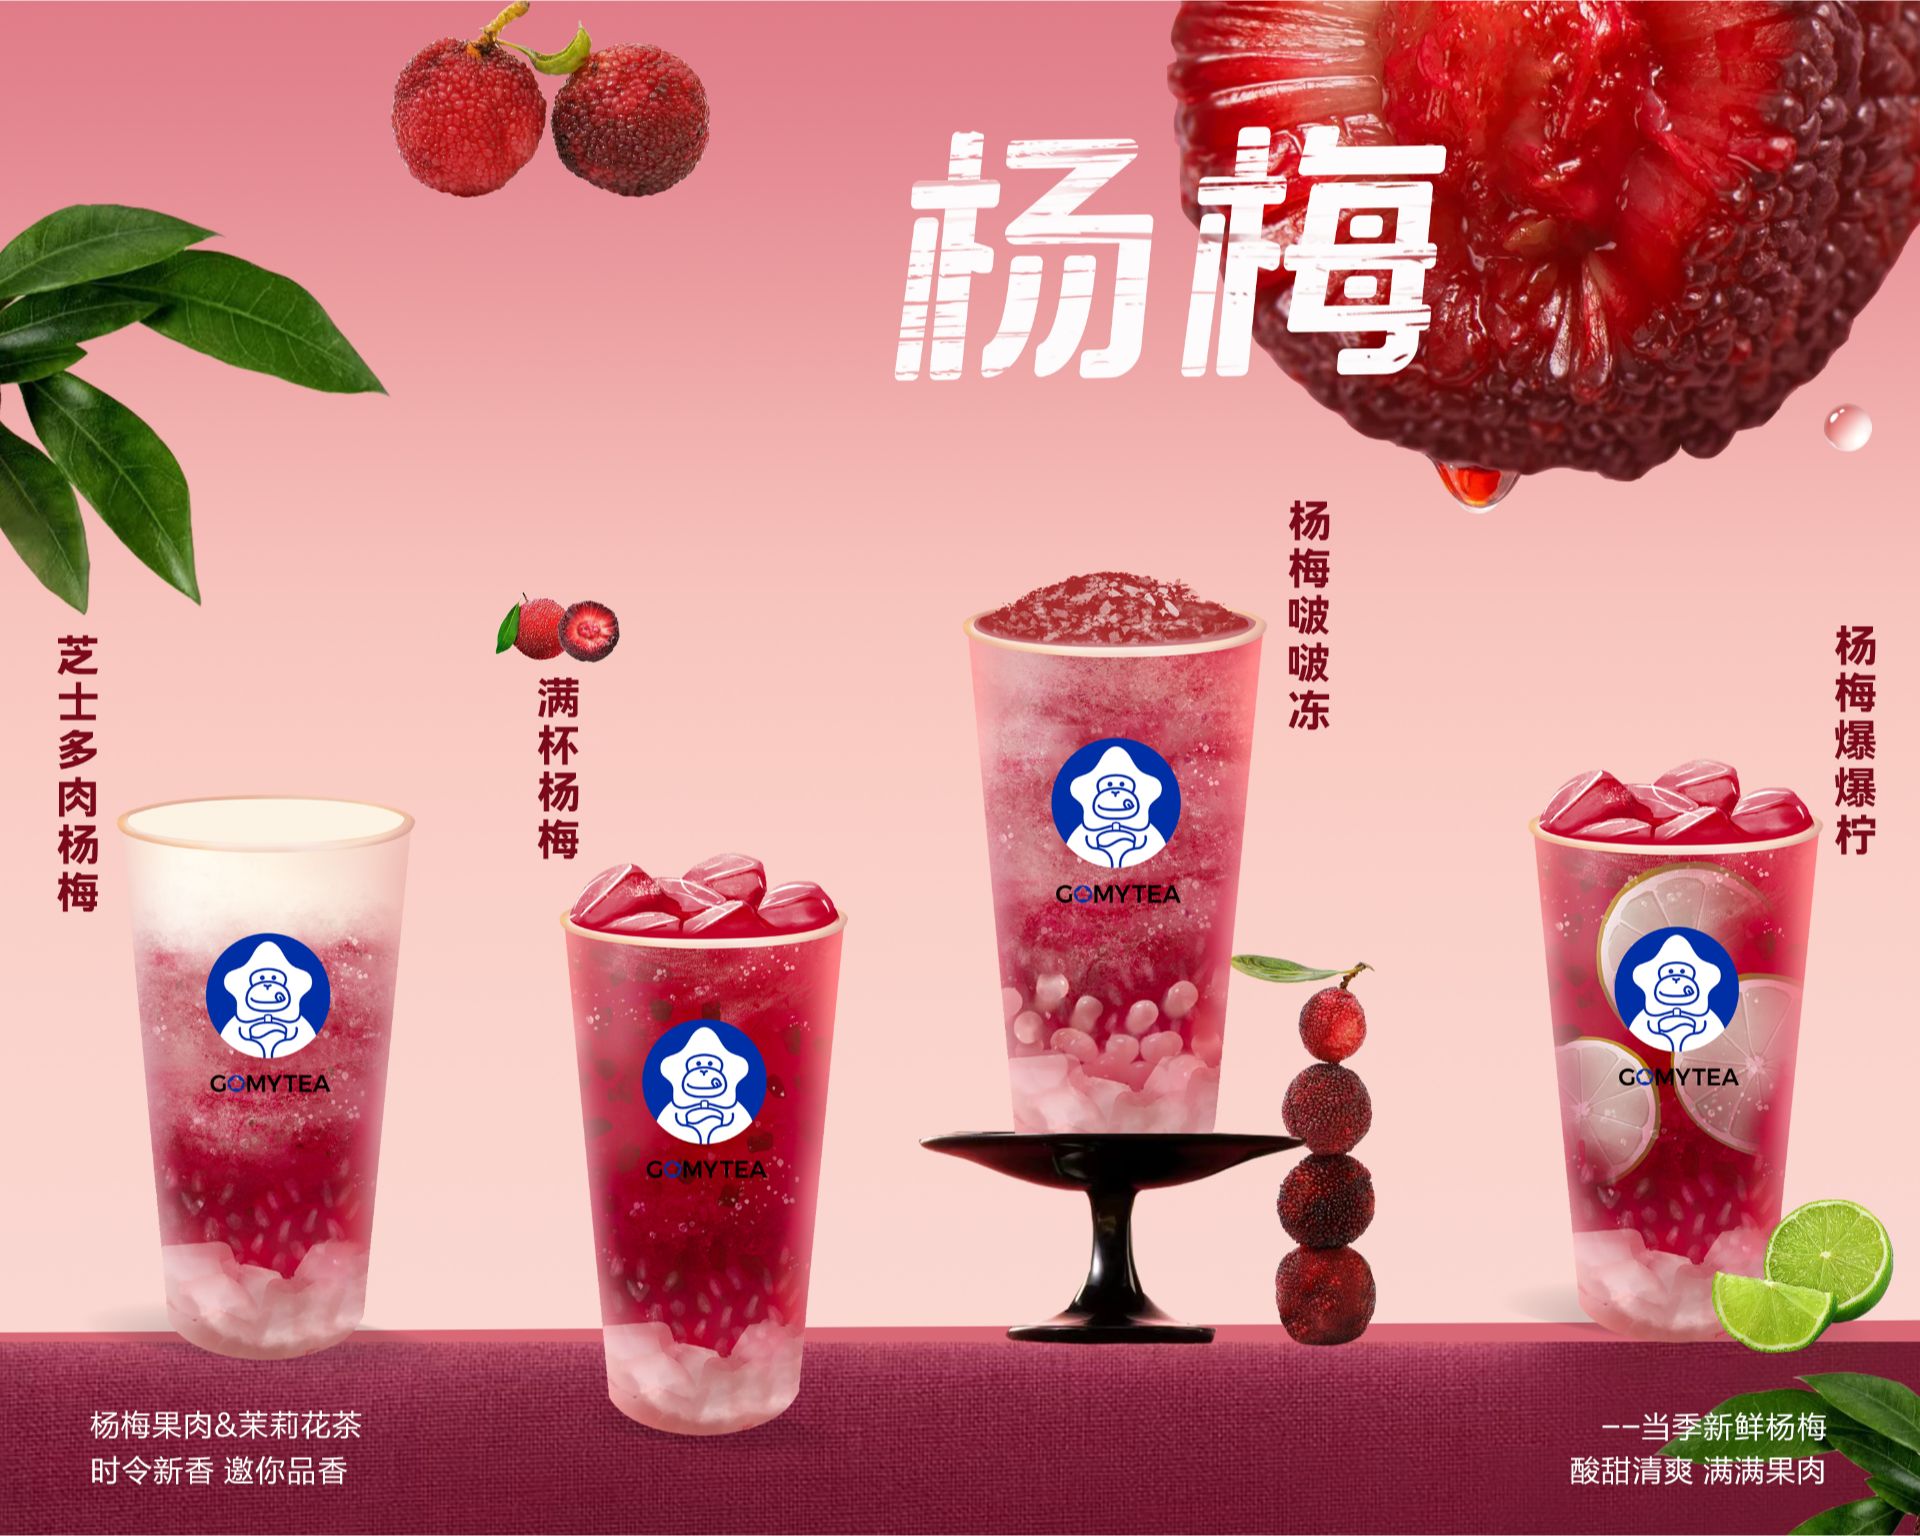 杨梅
杨梅啵啵冻
杨梅爆爆柠
芝士多肉杨梅
满杯杨梅
GOMYTEA
GOMYTEA
GOMYTEA
GOMYTEA
杨梅果肉&茉莉花茶
时令新香 邀你品香
––当季新鲜杨梅
酸甜清爽 满满果肉